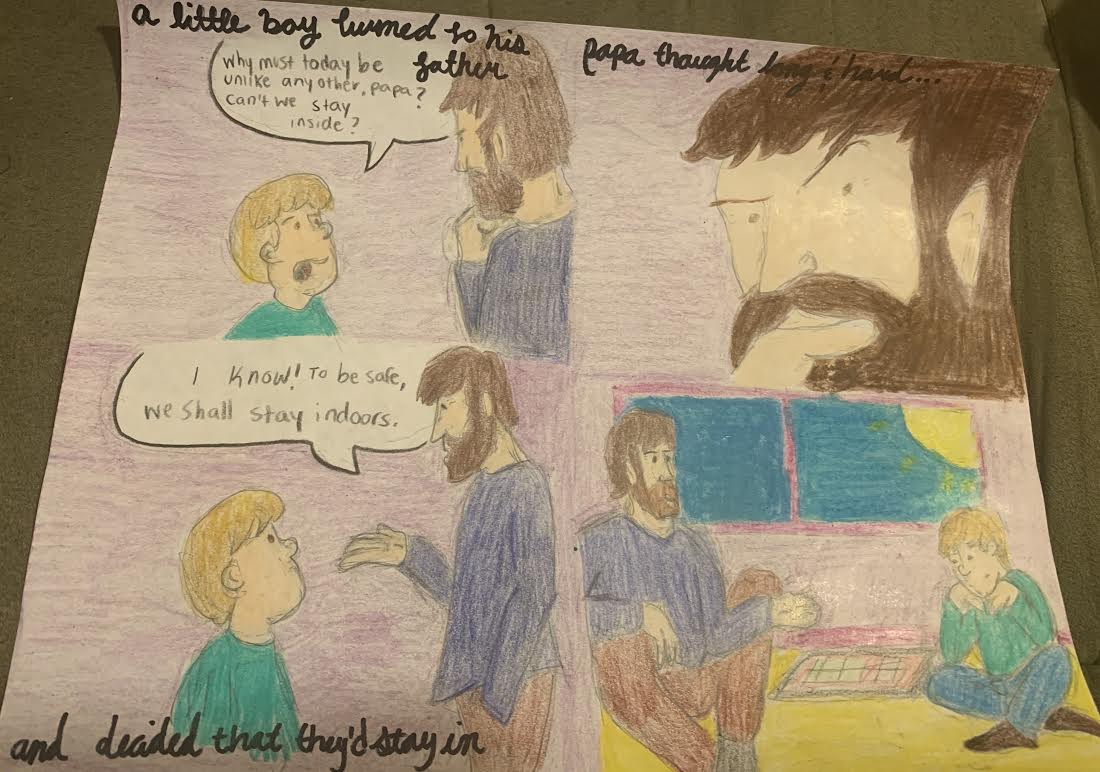 a little boy turned to his
father
why must today be
unlike any other, papa?
can't we stay
inside?
papa thought long & hard...
I know! To be safe,
we shall stay indoors.
and decided that they'd stay in